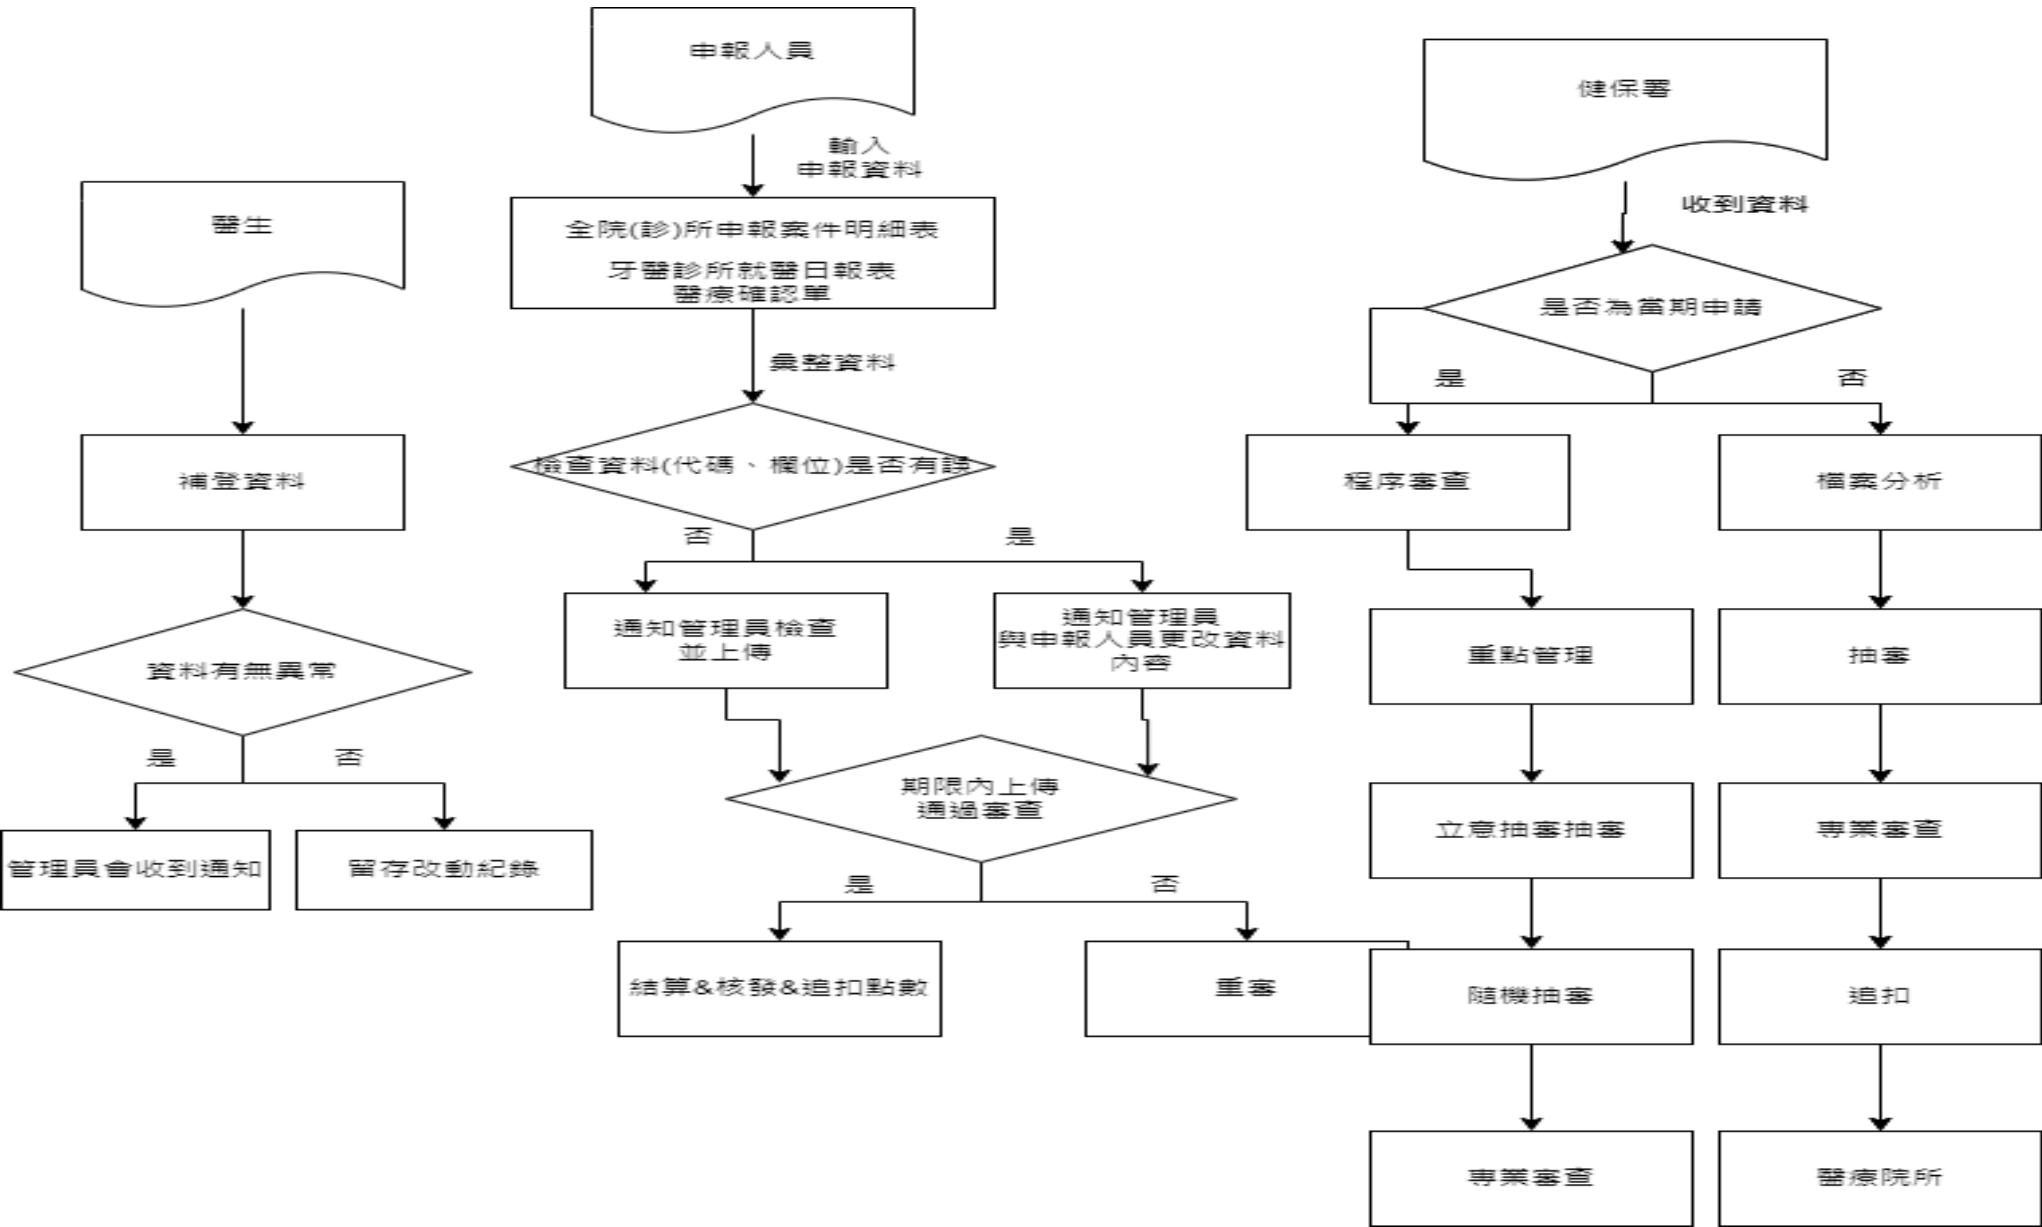 申報人員
健保署
輸入
申報資料
收到資料
醫生
全院(診)所申報案件明細表
牙醫診所就醫日報表
醫療確認單
是否為當期申請
彙整資料
是
否
補登資料
檢查資料(代碼、欄位)是否有誤
程序審查
檔案分析
否
是
通知管理員檢查
並上傳
通知管理員
與申報人員更改資料
內容
資料有無異常
重點管理
抽審
是
否
期限內上傳
通過審查
立意抽審抽審
專業審查
管理員會收到通知
留存改動紀錄
是
否
結算&核發&追扣點數
重審
隨機抽審
追扣
專業審查
醫療院所